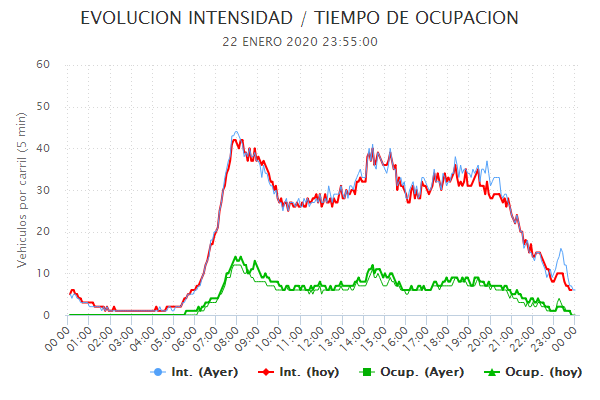 EVOLUCION INTENSIDAD / TIEMPO DE OCUPACION
22 ENERO 2020 23:55:00
Vehiculos por carril (5 min)
60
50
40
30
20
10
0
00:00 01:00 02:00 03:00 04:00 05:00 06:00 07:00 08:00 09:00 10:00 11:00 12:00 13:00 14:00 15:00 16:00 17:00 18:00 19:00 20:00 21:00 22:00 23:00 00:00
Int. (Ayer) Int. (hoy) Ocup. (Ayer) Ocup. (hoy)